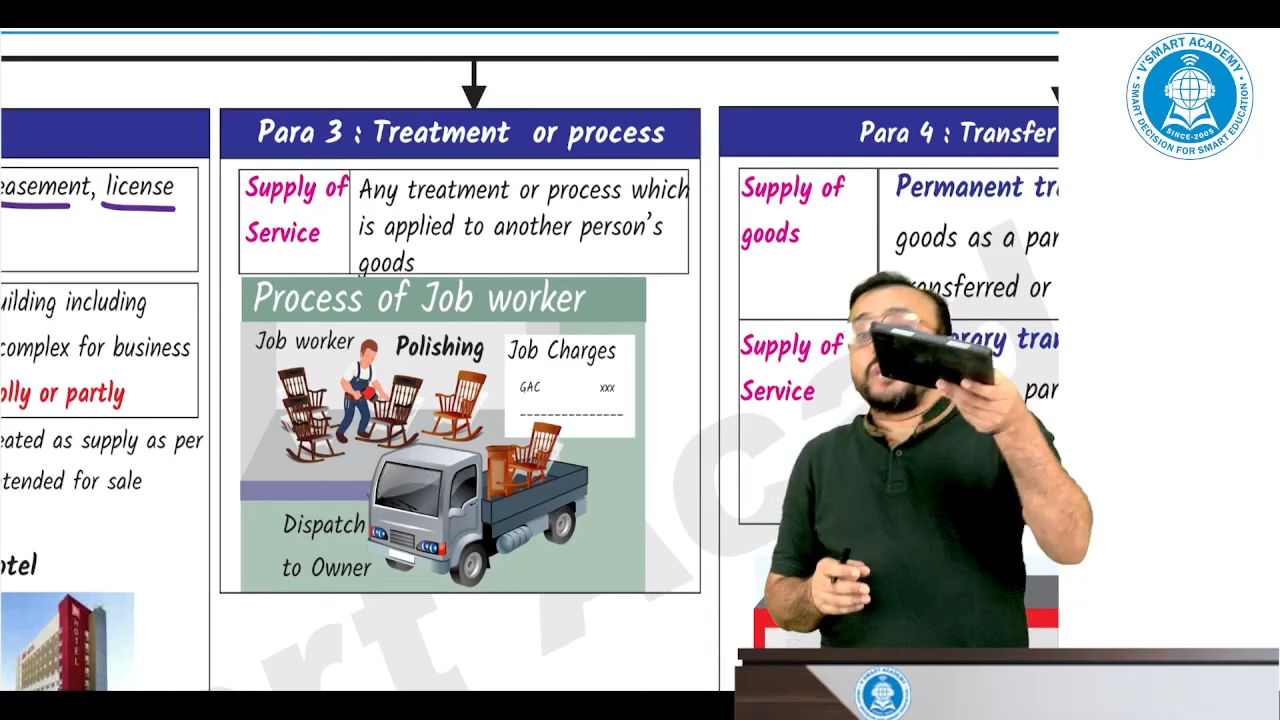 V'SMART ACADEMY
SMART DECISION FOR SMART EDUCATION
SINCE-2005
easement, license
uilding including
complex for business
olly or partly
eated as supply as per
tended for sale
otel
HOTEL
Para 3 : Treatment or process
Supply of
Service
Any treatment or process which
is applied to another person's
goods
Process of Job worker
Job worker
Polishing
Job Charges
GAC xxx
Dispatch
to Owner
Para 4 : Transfer
Supply of
goods
Permanent tra
goods as a par
ransferred or
Supply of
Service
orary tran
par